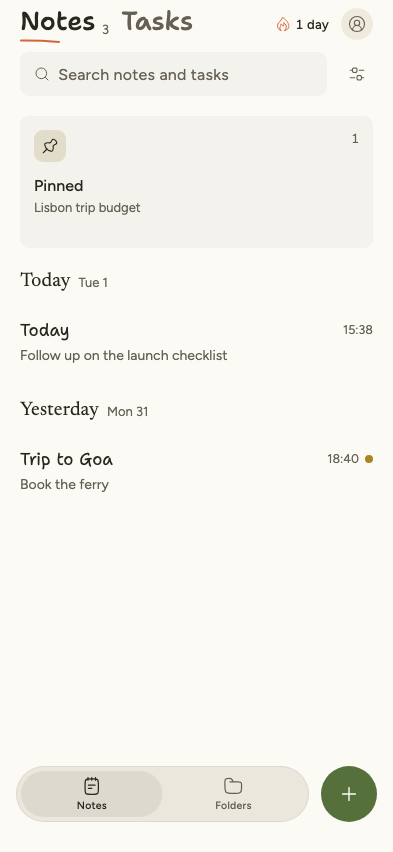 Notes 3 Tasks 1 day
Search notes and tasks
1
Pinned
Lisbon trip budget
Today Tue 1
Today 15:38
Follow up on the launch checklist
Yesterday Mon 31
Trip to Goa 18:40
Book the ferry
Notes Folders